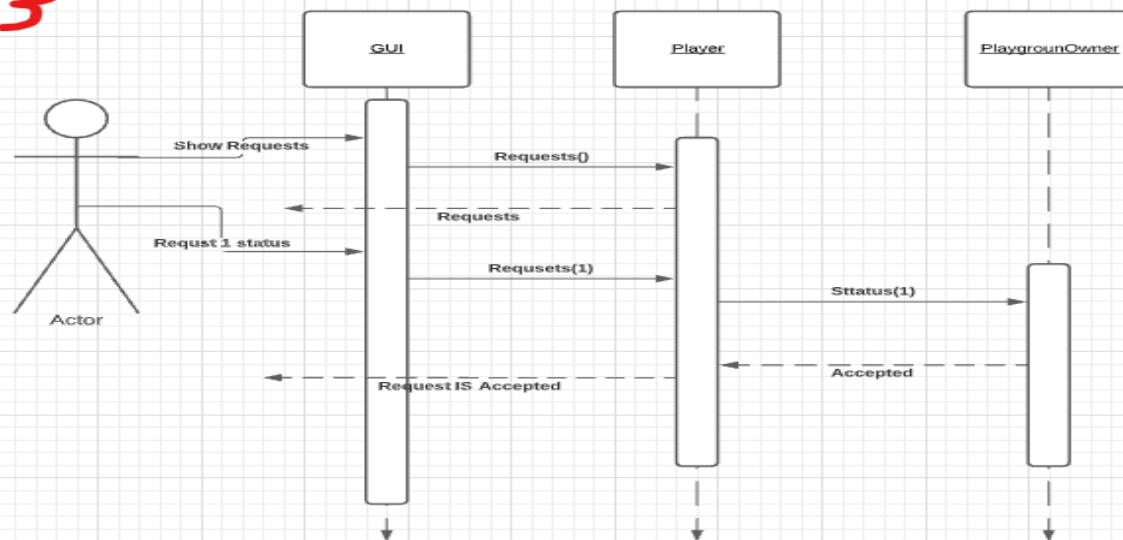 3
GUI
Player
PlaygrounOwner
Show Requests
Requests()
Requests
Requst 1 status
Requsets(1)
Sttatus(1)
Actor
Accepted
Request IS Accepted